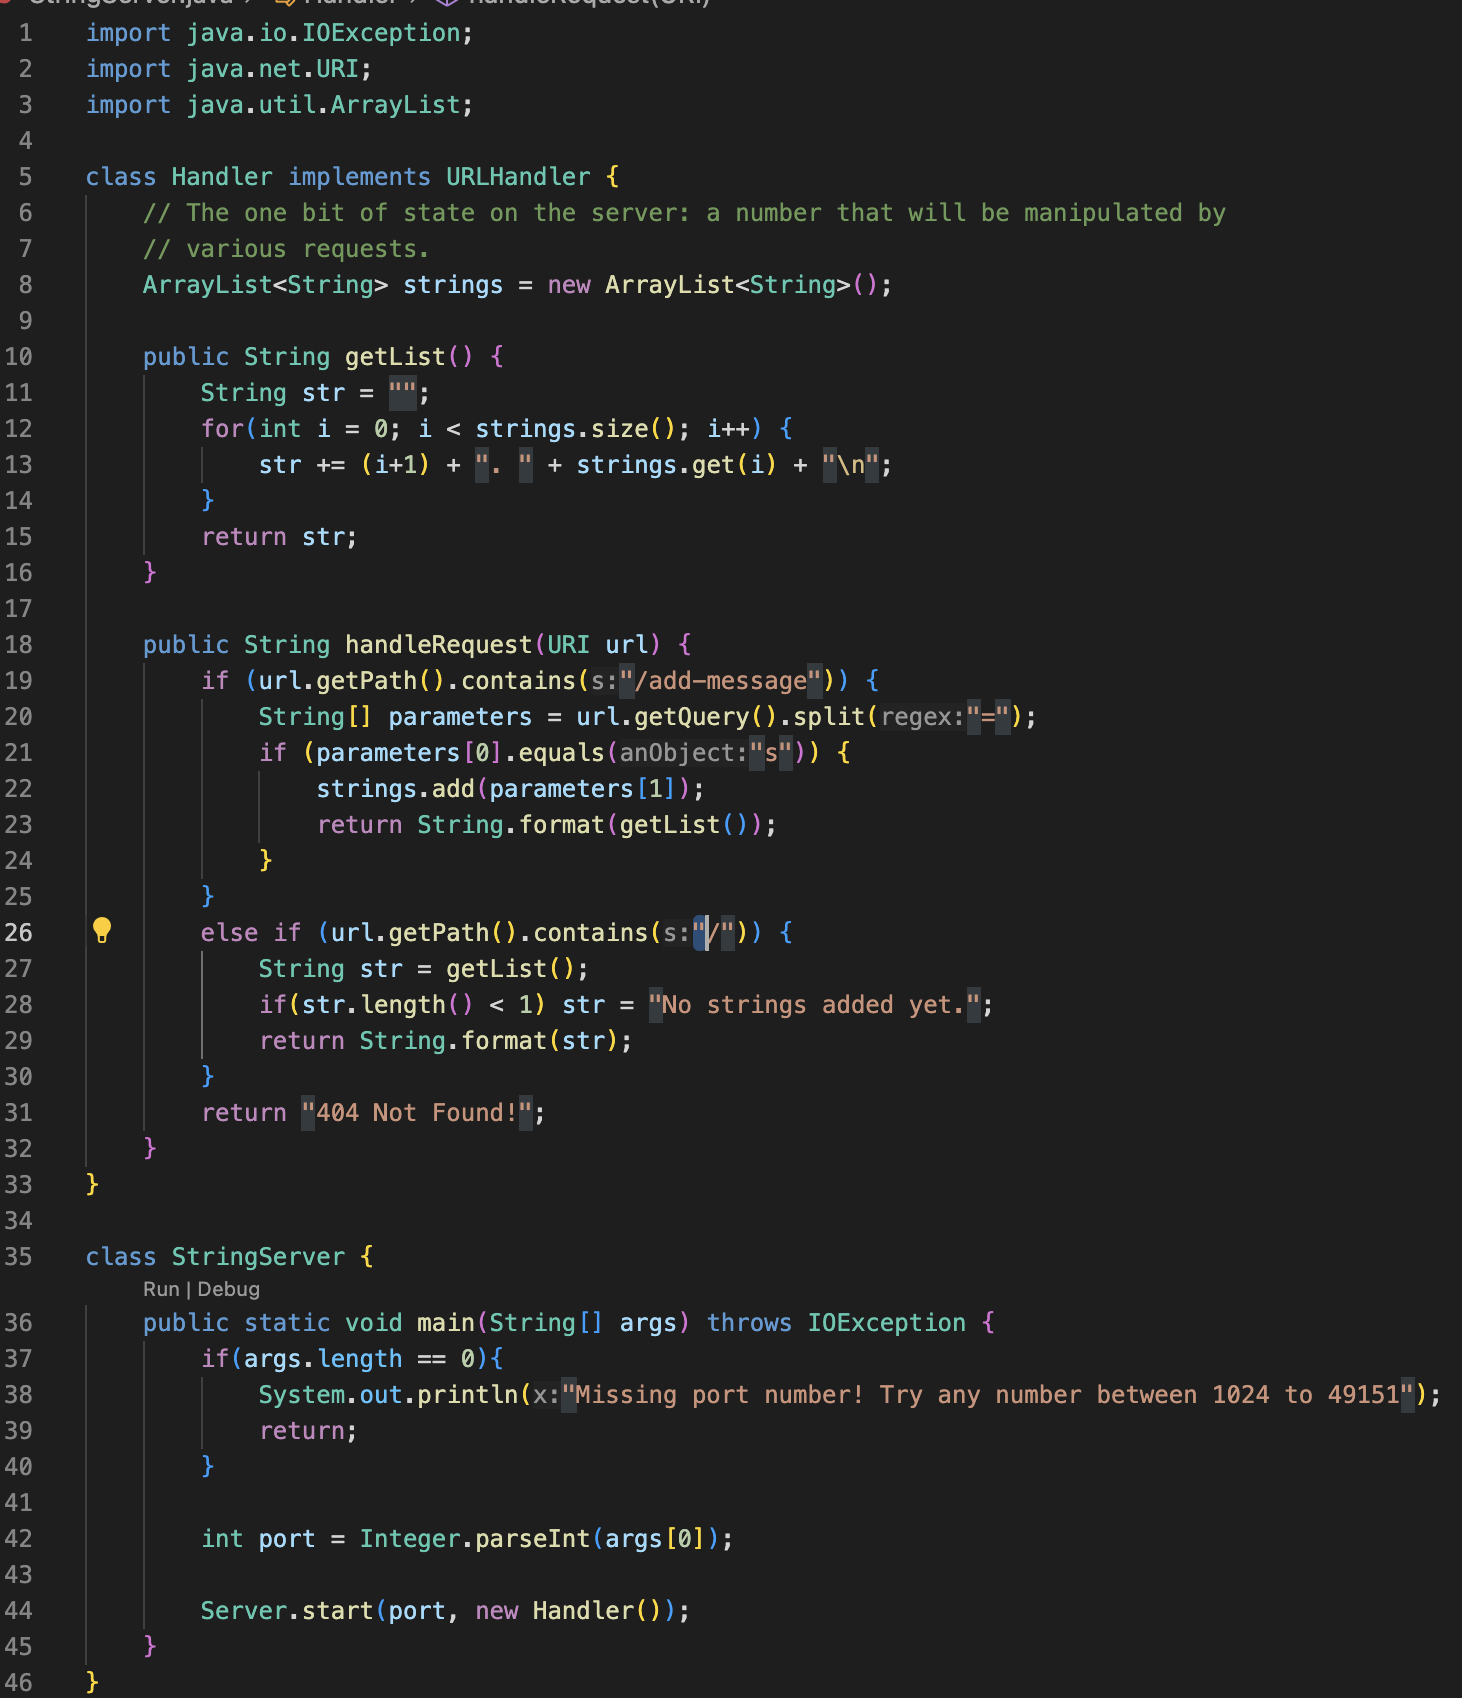 StringServer.java > Handler > handleRequest(URI)
1 import java.io.IOException;
2 import java.net.URI;
3 import java.util.ArrayList;
4
5 class Handler implements URLHandler {
6     // The one bit of state on the server: a number that will be manipulated by
7     // various requests.
8     ArrayList<String> strings = new ArrayList<String>();
9
10     public String getList() {
11         String str = "";
12         for(int i = 0; i < strings.size(); i++) {
13             str += (i+1) + ". " + strings.get(i) + "\n";
14         }
15         return str;
16     }
17
18     public String handleRequest(URI url) {
19         if (url.getPath().contains(s:"/add-message")) {
20             String[] parameters = url.getQuery().split(regex:"=");
21             if (parameters[0].equals(anObject:"s")) {
22                 strings.add(parameters[1]);
23                 return String.format(getList());
24             }
25         }
26         else if (url.getPath().contains(s:"/")) {
27             String str = getList();
28             if(str.length() < 1) str = "No strings added yet.";
29             return String.format(str);
30         }
31         return "404 Not Found!";
32     }
33 }
34
35 class StringServer {
Run | Debug
36     public static void main(String[] args) throws IOException {
37         if(args.length == 0){
38             System.out.println(x:"Missing port number! Try any number between 1024 to 49151");
39             return;
40         }
41
42         int port = Integer.parseInt(args[0]);
43
44         Server.start(port, new Handler());
45     }
46 }